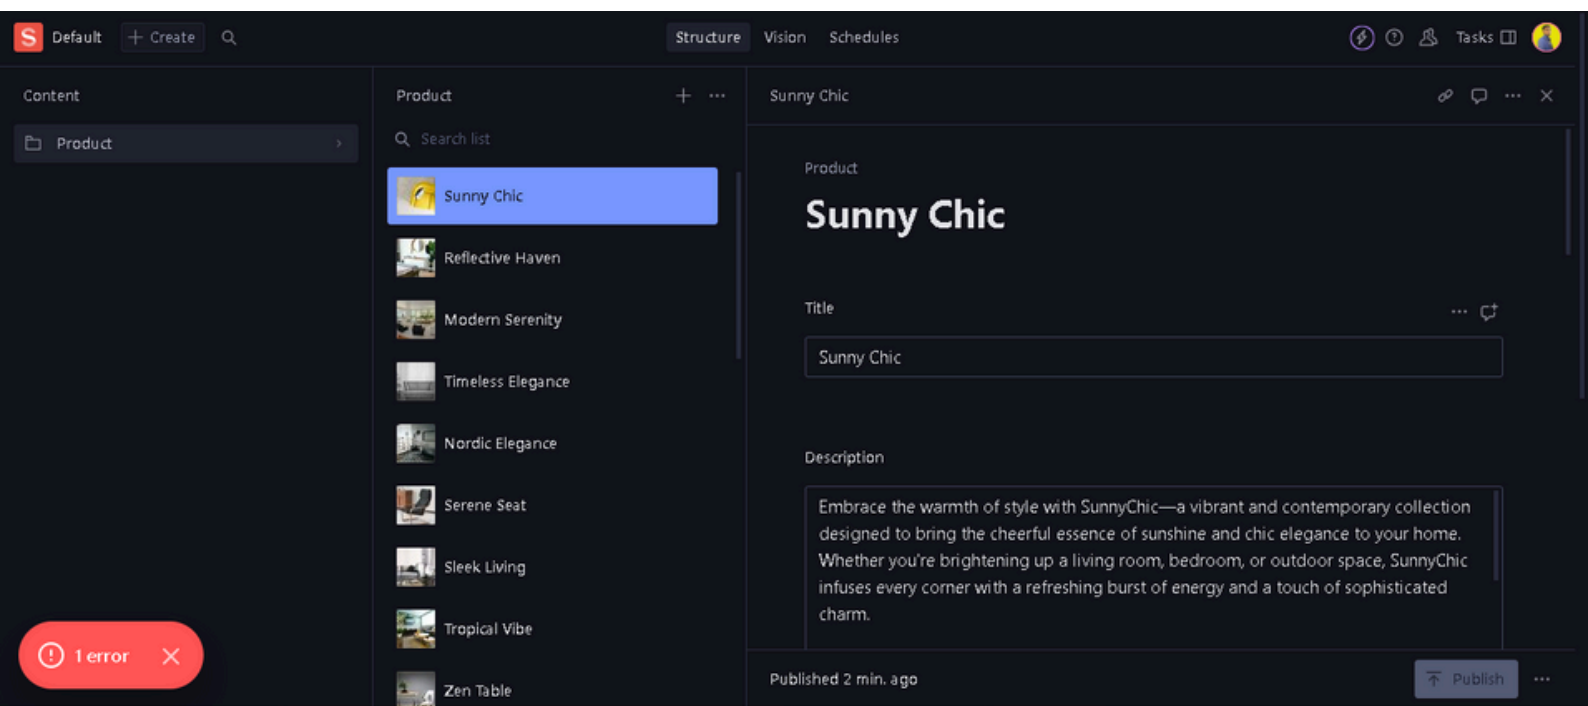 S Default + Create
Structure Vision Schedules
Tasks
Content
Product
Product
Search list
Sunny Chic
Reflective Haven
Modern Serenity
Timeless Elegance
Nordic Elegance
Serene Seat
Sleek Living
Tropical Vibe
Zen Table
Sunny Chic
Product
Sunny Chic
Title
Sunny Chic
Description
Embrace the warmth of style with SunnyChic—a vibrant and contemporary collection
designed to bring the cheerful essence of sunshine and chic elegance to your home.
Whether you're brightening up a living room, bedroom, or outdoor space, SunnyChic
infuses every corner with a refreshing burst of energy and a touch of sophisticated
charm.
Published 2 min. ago
Publish
1 error